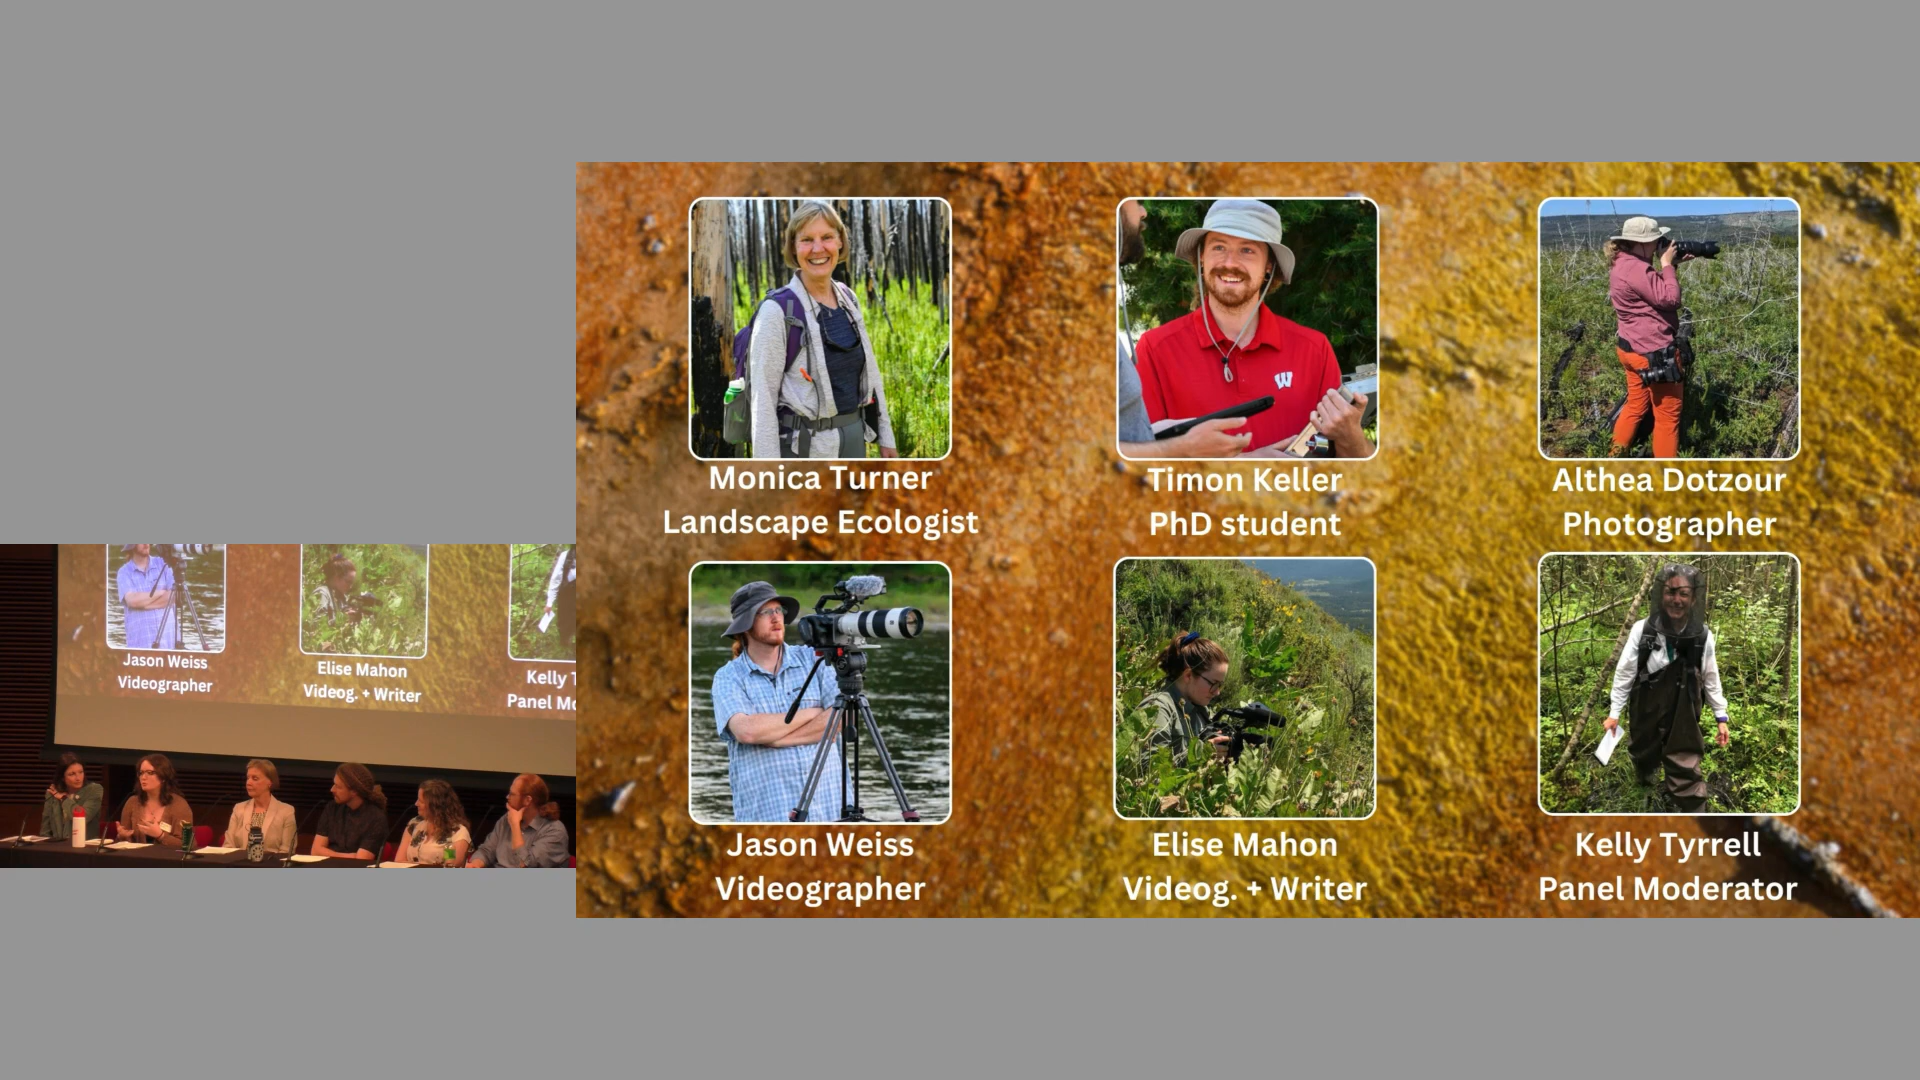 Monica Turner
Landscape Ecologist
Timon Keller
PhD student
W
Althea Dotzour
Photographer
Jason Weiss
Videographer
Elise Mahon
Videog. + Writer
Kelly Tyrrell
Panel Moderator
Jason Weiss
Videographer
Elise Mahon
Videog. + Writer
Kelly T
Panel Mo